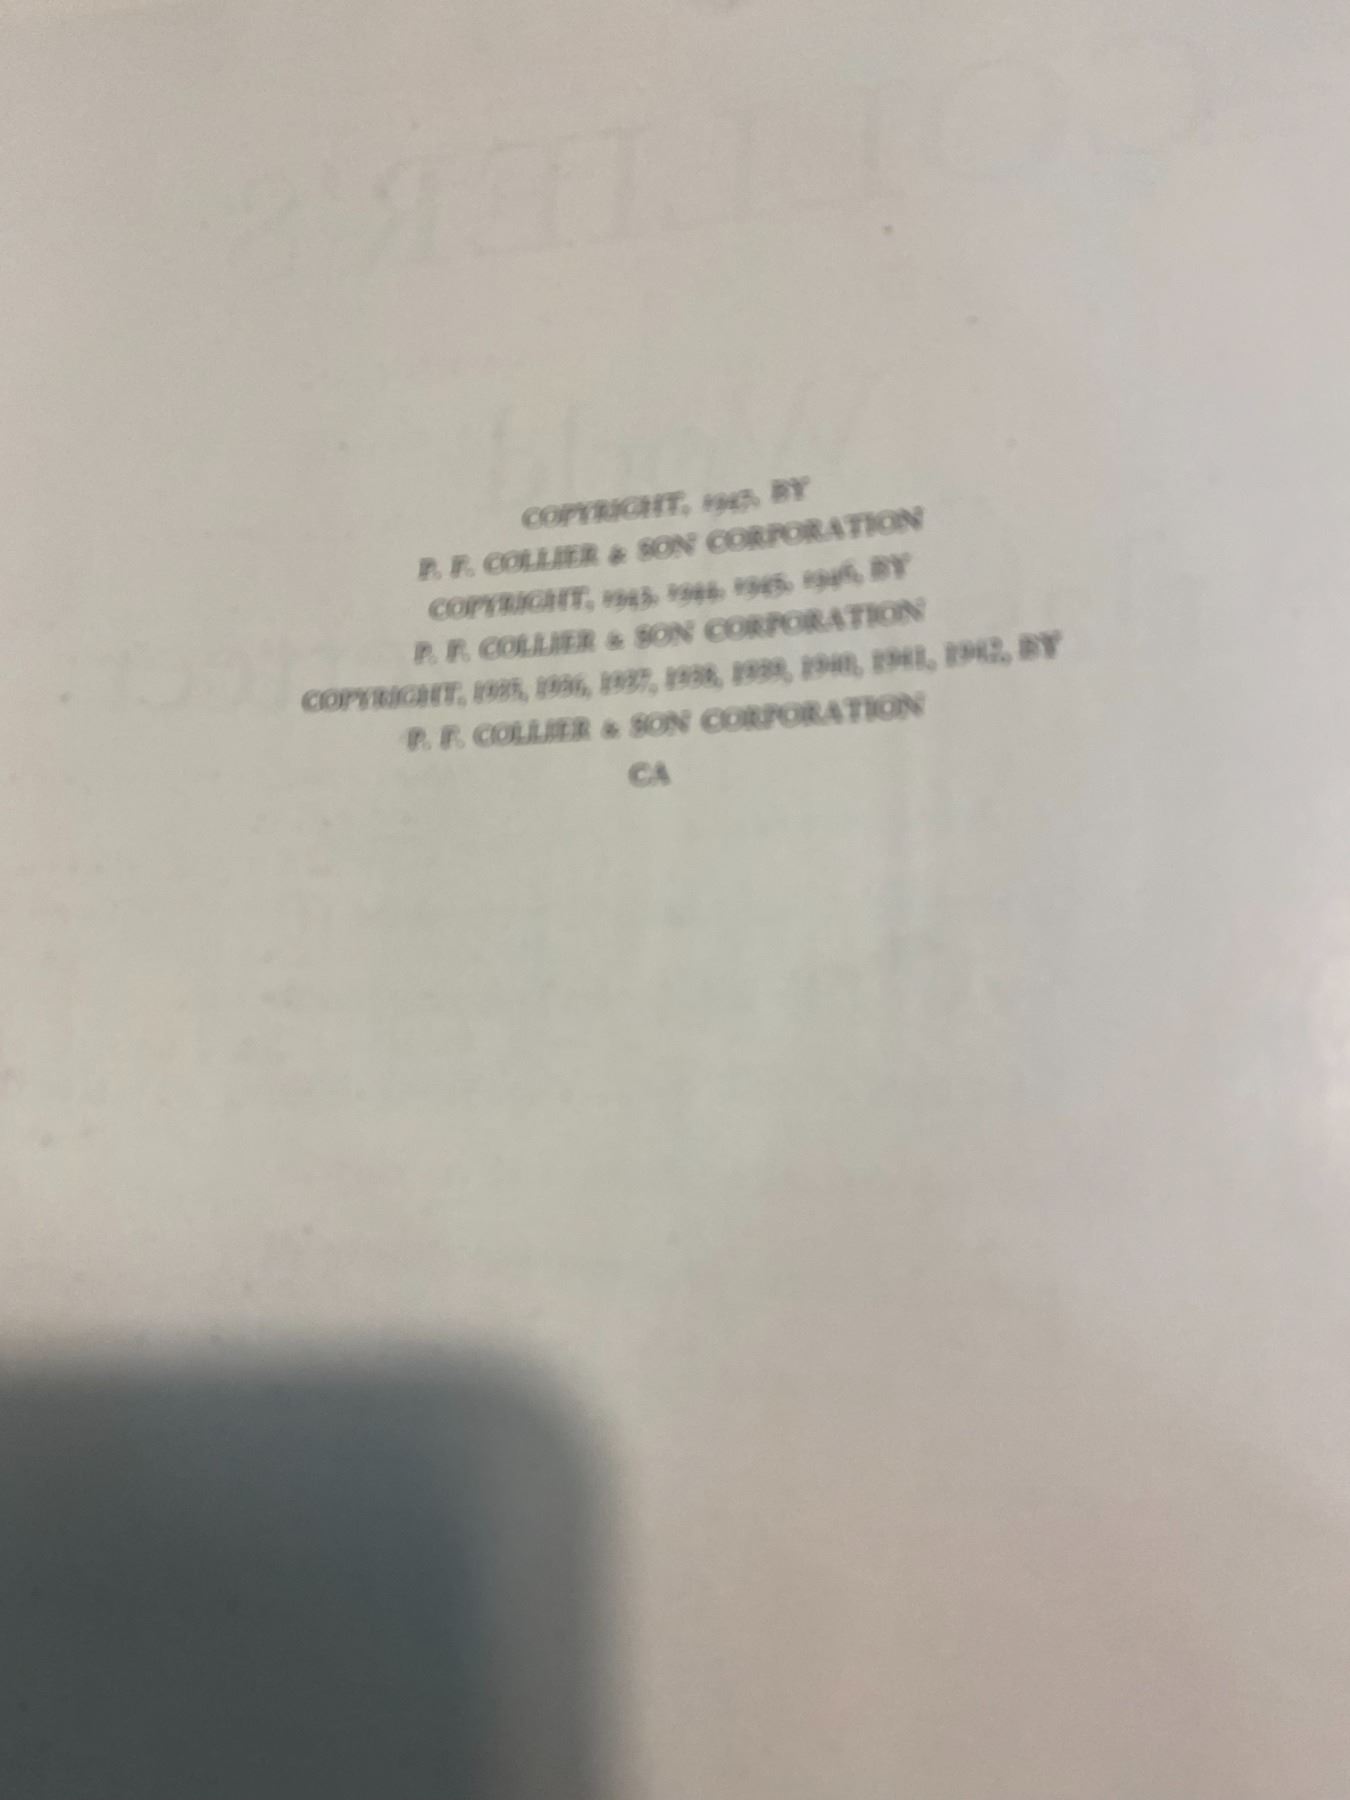 COPYRIGHT, 1947, BY
P. F. COLLIER & SON CORPORATION
COPYRIGHT, 1943, 1944, 1945, 1946, BY
P. F. COLLIER & SON CORPORATION
COPYRIGHT, 1935, 1936, 1937, 1938, 1939, 1940, 1941, 1942, BY
P. F. COLLIER & SON CORPORATION
CA